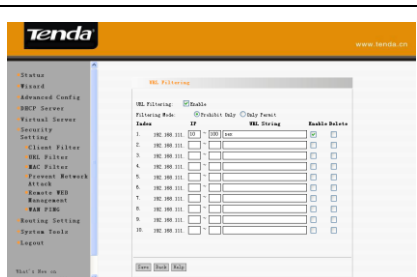 Tenda
www.tenda.cn
Status
Wizard
Advanced Config
DHCP Server
Virtual Server
Security
Setting
Client Filter
URL Filter
MAC Filter
Prevent Network
Attack
Remote WEB
Management
WAN PING
Routing Setting
System Tools
Logout
URL Filtering
URL Filtering: Enable
Filtering Mode: Prohibit Only Only Permit
Index IP URL String Enable Delete
1. 192.168.111. 10 ~ 100 sex
2. 192.168.111. ~
3. 192.168.111. ~
4. 192.168.111. ~
5. 192.168.111. ~
6. 192.168.111. ~
7. 192.168.111. ~
8. 192.168.111. ~
9. 192.168.111. ~
10. 192.168.111. ~
Save Back Help